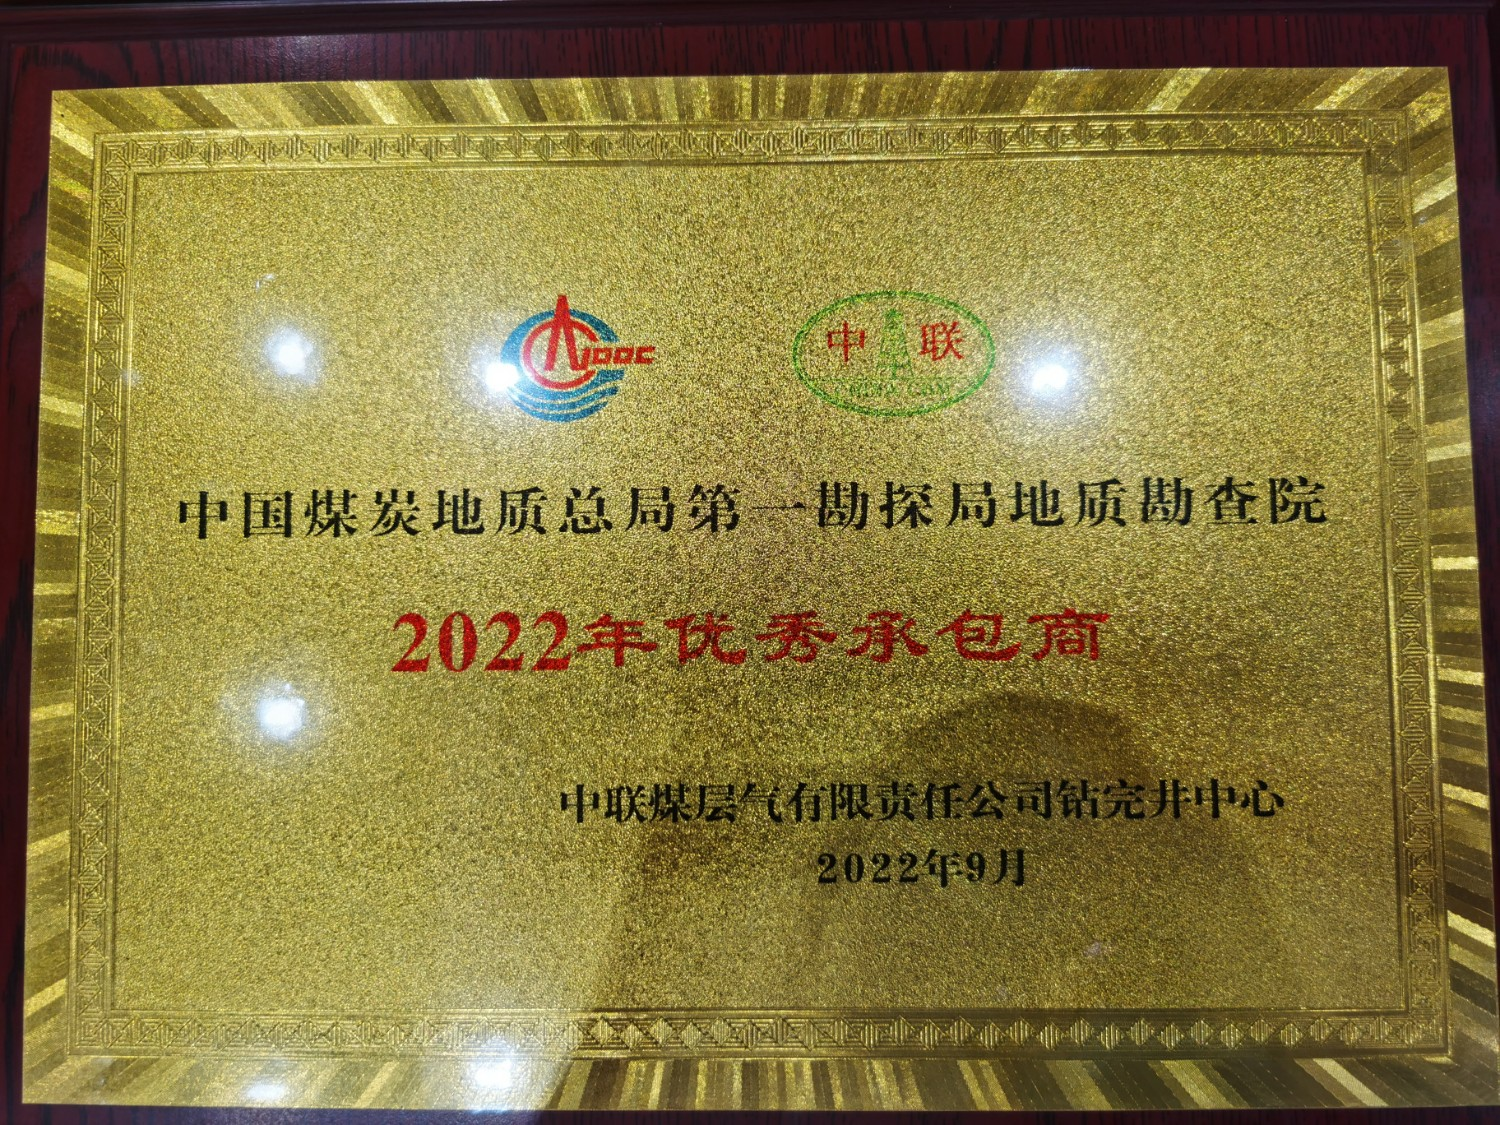 CNOOC
中 联
中国煤炭地质总局第一勘探局地质勘查院
2022年优秀承包商
中联煤层气有限责任公司钻完井中心
2022年9月